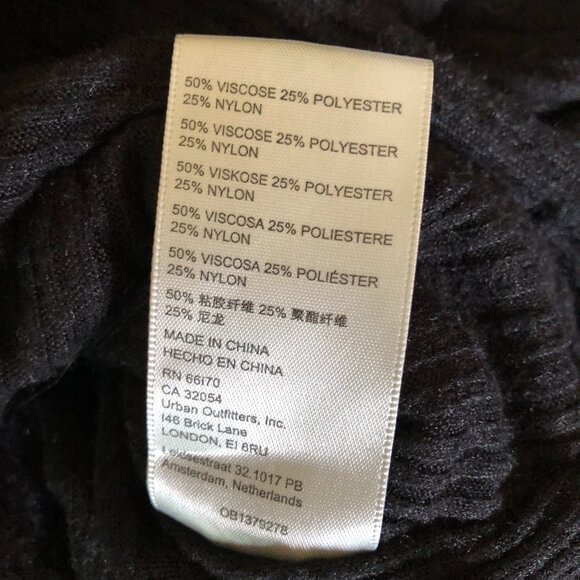 50% VISCOSE 25% POLYESTER
25% NYLON
50% VISCOSE 25% POLYESTER
25% NYLON
50% VISKOSE 25% POLYESTER
25% NYLON
50% VISCOSA 25% POLIESTERE
25% NYLON
50% VISCOSA 25% POLIÉSTER
25% NYLON
50% 粘胶纤维 25% 聚酯纤维
25% 尼龙
MADE IN CHINA
HECHO EN CHINA
RN 66170
CA 32054
Urban Outfitters, Inc.
146 Brick Lane
LONDON, E1 6RU
Leidsestraat 32 1017 PB
Amsterdam, Netherlands
OB1379278